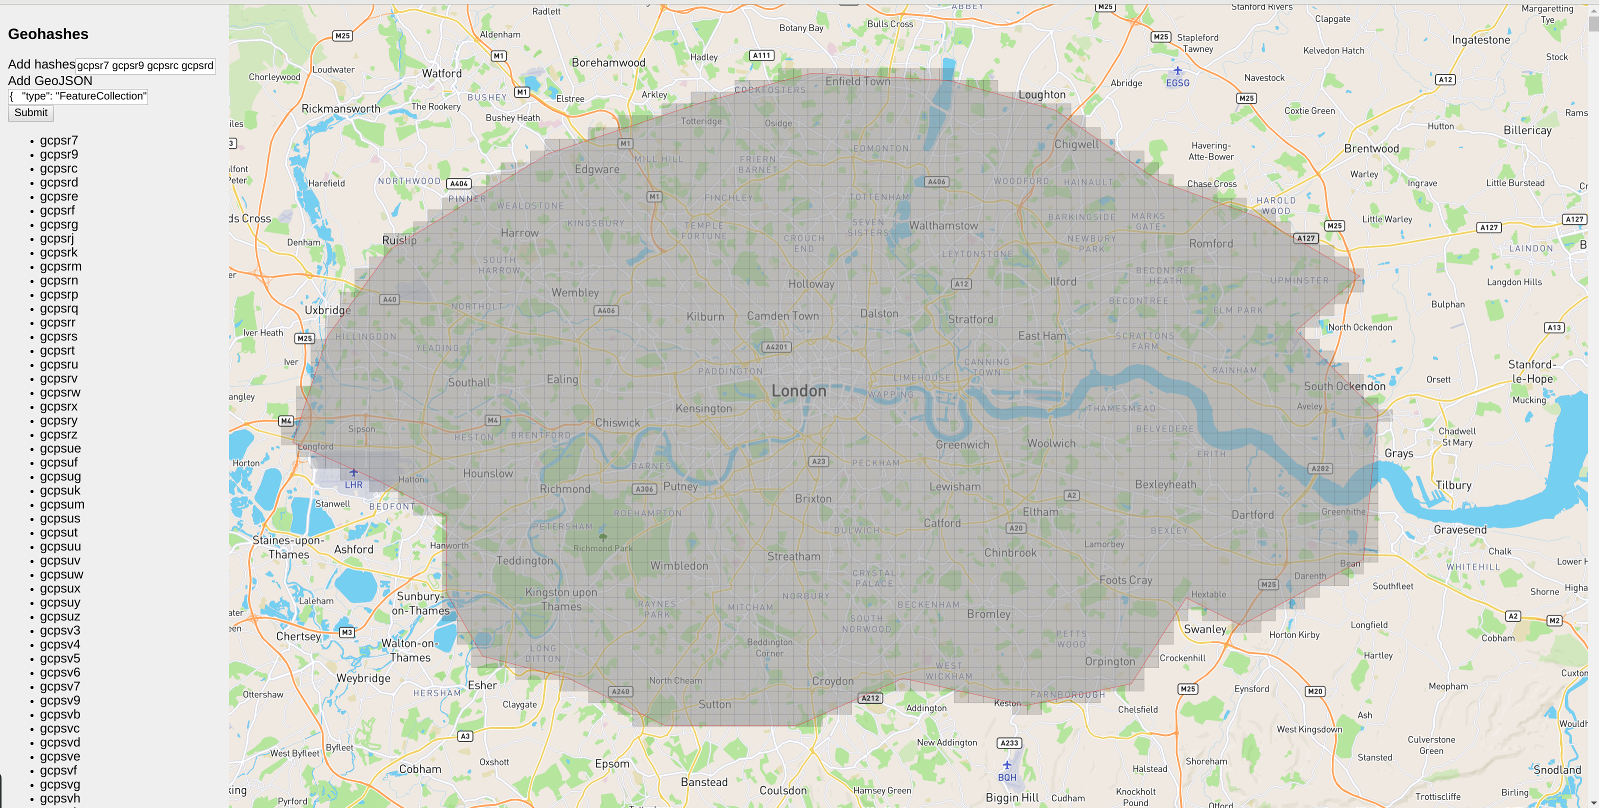 Geohashes
Add hashes gcpsr7 gcpsr9 gcpsrc gcpsrd
Add GeoJSON
{ "type": "FeatureCollection"
Submit
gcpsr7
gcpsr9
gcpsrc
gcpsrd
gcpsre
gcpsrf
gcpsrg
gcpsrj
gcpsrk
gcpsrm
gcpsrn
gcpsrp
gcpsrq
gcpsrr
gcpsrs
gcpsrt
gcpsru
gcpsrv
gcpsrw
gcpsrx
gcpsry
gcpsrz
gcpsue
gcpsuf
gcpsug
gcpsuk
gcpsum
gcpsus
gcpsut
gcpsuu
gcpsuv
gcpsuw
gcpsux
gcpsuy
gcpsuz
gcpsv3
gcpsv4
gcpsv5
gcpsv6
gcpsv7
gcpsv9
gcpsvb
gcpsvc
gcpsvd
gcpsve
gcpsvf
gcpsvg
gcpsvh
Radlett
Botany Bay
Bulls Cross
ABBEY
M25
Stanford Rivers
Clapgate
Margaretting
Tye
M25
Aldenham
M1
Borehamwood
A111
Hadley
M25
Stapleford
Tawney
Kelvedon Hatch
Ingatestone
Stock
Chorleywood
Loudwater
Watford
BUSHEY
M1
Elstree
Arkley
COCKFOSTERS
Enfield Town
Loughton
Abridge
EGSG
Navestock
A12
M25
Rickmansworth
The Rookery
Bushey Heath
Totteridge
Osidge
Coxtie Green
Hutton
Billericay
Harefield
NORTHWOOD
A404
PINNER
Edgware
M1
MILL HILL
FRIERN
BARNET
EDMONTON
Chigwell
Havering-
Atte-Bower
Brentwood
Warley
Ingrave
Little Burstead
WEALDSTONE
M1
FINCHLEY
TOTTENHAM
A406
WOODFORD
HAINAULT
Chase Cross
HAROLD
WOOD
ds Cross
Denham
Ruislip
Harrow
KINGSBURY
TEMPLE
FORTUNE
CROUCH
END
SEVEN
SISTERS
Walthamstow
BARKINGSIDE
MARKS
GATE
NEWBURY
PARK
Romford
A127
M25
Little Warley
A127
A127
LAINDON
SOUTH
HARROW
LEYTONSTONE
BECONTREE
HEATH
UPMINSTER
Langdon Hills
Uxbridge
A40
NORTHOLT
Wembley
A406
Holloway
A12
Ilford
BECONTREE
ELM PARK
Bulphan
Iver Heath
M25
Iver
HILLINGDON
YEADING
Kilburn
Camden Town
A4201
Dalston
Stratford
East Ham
SCRATTONS
FARM
North Ockendon
A13
Southall
Ealing
PADDINGTON
London
LIMEHOUSE
WAPPING
CANNING
TOWN
RAINHAM
South Ockendon
Orsett
Stanford-
le-Hope
Mucking
M4
Sipson
Longford
M4
HESTON
BRENTFORD
Chiswick
Kensington
THAMESMEAD
BELVEDERE
Aveley
Chadwell
St Mary
Horton
LHR
Hatton
Hounslow
BARNES
A23
PECKHAM
Greenwich
Woolwich
ERITH
A282
Grays
Tilbury
Stanwell
BEDFONT
Richmond
A306
Putney
Brixton
Lewisham
A2
Bexleyheath
Greenhithe
Staines-upon-
Thames
Ashford
Hanworth
PETERSHAM
ROEHAMPTON
Richmond Park
DULWICH
Catford
Eltham
A20
BEXLEY
Dartford
Gravesend
Teddington
Wimbledon
Streatham
Chinbrook
Lamorbey
Bean
Chalk
WHITEHILL
Lower H
Laleham
Sunbury-
on-Thames
Kingston upon
Thames
CRYSTAL
PALACE
NORBURY
Foots Cray
M25
Darenth
Southfleet
Shorne
Higha
Chertsey
M3
Walton-on-
Thames
RAYNES
PARK
MITCHAM
SOUTH
NORWOOD
BECKENHAM
Bromley
Hextable
Swanley
A2
M2
Longfield
Cobham
LONG
DITTON
Beddington
Corner
PETTS
WOOD
Horton Kirby
Weybridge
Esher
North Cheam
Croydon
WEST
WICKHAM
Orpington
Crockenhill
Hartley
Ottershaw
HERSHAM
Claygate
A240
Sutton
A212
Addington
Keston
FARNBOROUGH
Chelsfield
M25
Eynsford
M20
Meopham
Cuxton
A3
West Byfleet
Byfleet
Cobham
Oxshott
Epsom
New Addington
A233
BQH
Biggin Hill
Halstead
Shoreham
West Kingsdown
Ash
Culverstone
Green
Stansted
Snodland
Pyrford
Banstead
Coulsdon
Hamsey Green
Cudham
Knockholt
Pound
Otford
Trottiscliffe
Birling